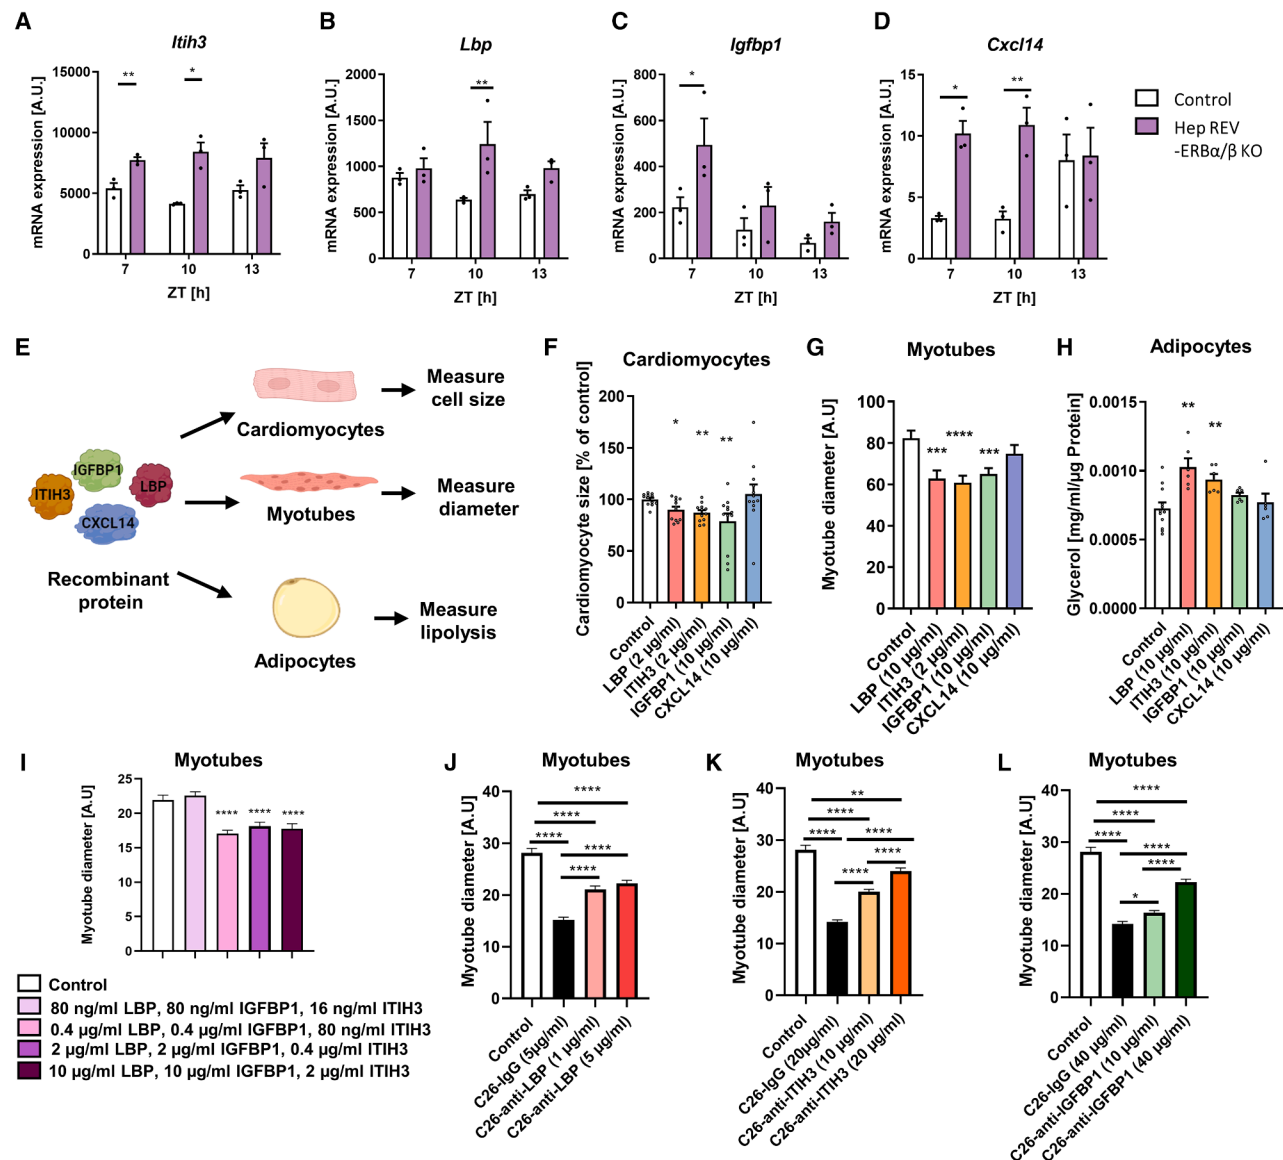 A
Itih3
mRNA expression [A.U.]
15000
10000
5000
0
**
*
7
10
13
ZT [h]
B
Lbp
mRNA expression [A.U.]
2000
1500
1000
500
0
**
7
10
13
ZT [h]
C
Igfbp1
mRNA expression [A.U.]
800
600
400
200
0
*
7
10
13
ZT [h]
D
Cxcl14
mRNA expression [A.U.]
15
10
5
0
*
**
7
10
13
ZT [h]
Control
Hep REV
-ERBα/β KO
E
IGFBP1
ITIH3
LBP
CXCL14
Recombinant
protein
Cardiomyocytes
Measure
cell size
Myotubes
Measure
diameter
Adipocytes
Measure
lipolysis
F
Cardiomyocytes
Cardiomyocyte size [% of control]
200
150
100
50
0
*
**
**
Control
LBP (2 µg/ml)
ITIH3 (2 µg/ml)
IGFBP1 (10 µg/ml)
CXCL14 (10 µg/ml)
G
Myotubes
Myotube diameter [A.U]
100
80
60
40
20
0
***
****
***
Control
LBP (10 µg/ml)
ITIH3 (2 µg/ml)
IGFBP1 (10 µg/ml)
CXCL14 (10 µg/ml)
H
Adipocytes
Glycerol [mg/ml/µg Protein]
0.0015
0.0010
0.0005
0.0000
**
**
Control
LBP (10 µg/ml)
ITIH3 (10 µg/ml)
IGFBP1 (10 µg/ml)
CXCL14 (10 µg/ml)
I
Myotubes
Myotube diameter [A.U]
25
20
15
10
5
0
****
****
****
Control
80 ng/ml LBP, 80 ng/ml IGFBP1, 16 ng/ml ITIH3
0.4 µg/ml LBP, 0.4 µg/ml IGFBP1, 80 ng/ml ITIH3
2 µg/ml LBP, 2 µg/ml IGFBP1, 0.4 µg/ml ITIH3
10 µg/ml LBP, 10 µg/ml IGFBP1, 2 µg/ml ITIH3
J
Myotubes
Myotube diameter [A.U]
40
30
20
10
0
****
****
****
****
****
Control
C26-IgG (5µg/ml)
C26-anti-LBP (1 µg/ml)
C26-anti-LBP (5 µg/ml)
K
Myotubes
Myotube diameter [A.U]
40
30
20
10
0
**
****
****
****
****
****
Control
C26-IgG (20µg/ml)
C26-anti-ITIH3 (10 µg/ml)
C26-anti-ITIH3 (20 µg/ml)
L
Myotubes
Myotube diameter [A.U]
40
30
20
10
0
****
****
****
****
****
*
Control
C26-IgG (40 µg/ml)
C26-anti-IGFBP1 (10 µg/ml)
C26-anti-IGFBP1 (40 µg/ml)